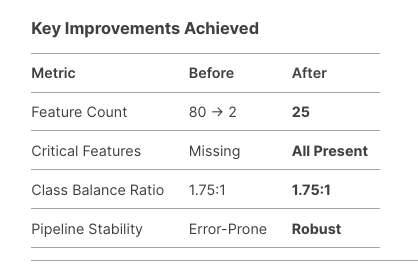 Key Improvements Achieved
Metric Before After
Feature Count 80 → 2 25
Critical Features Missing All Present
Class Balance Ratio 1.75:1 1.75:1
Pipeline Stability Error-Prone Robust